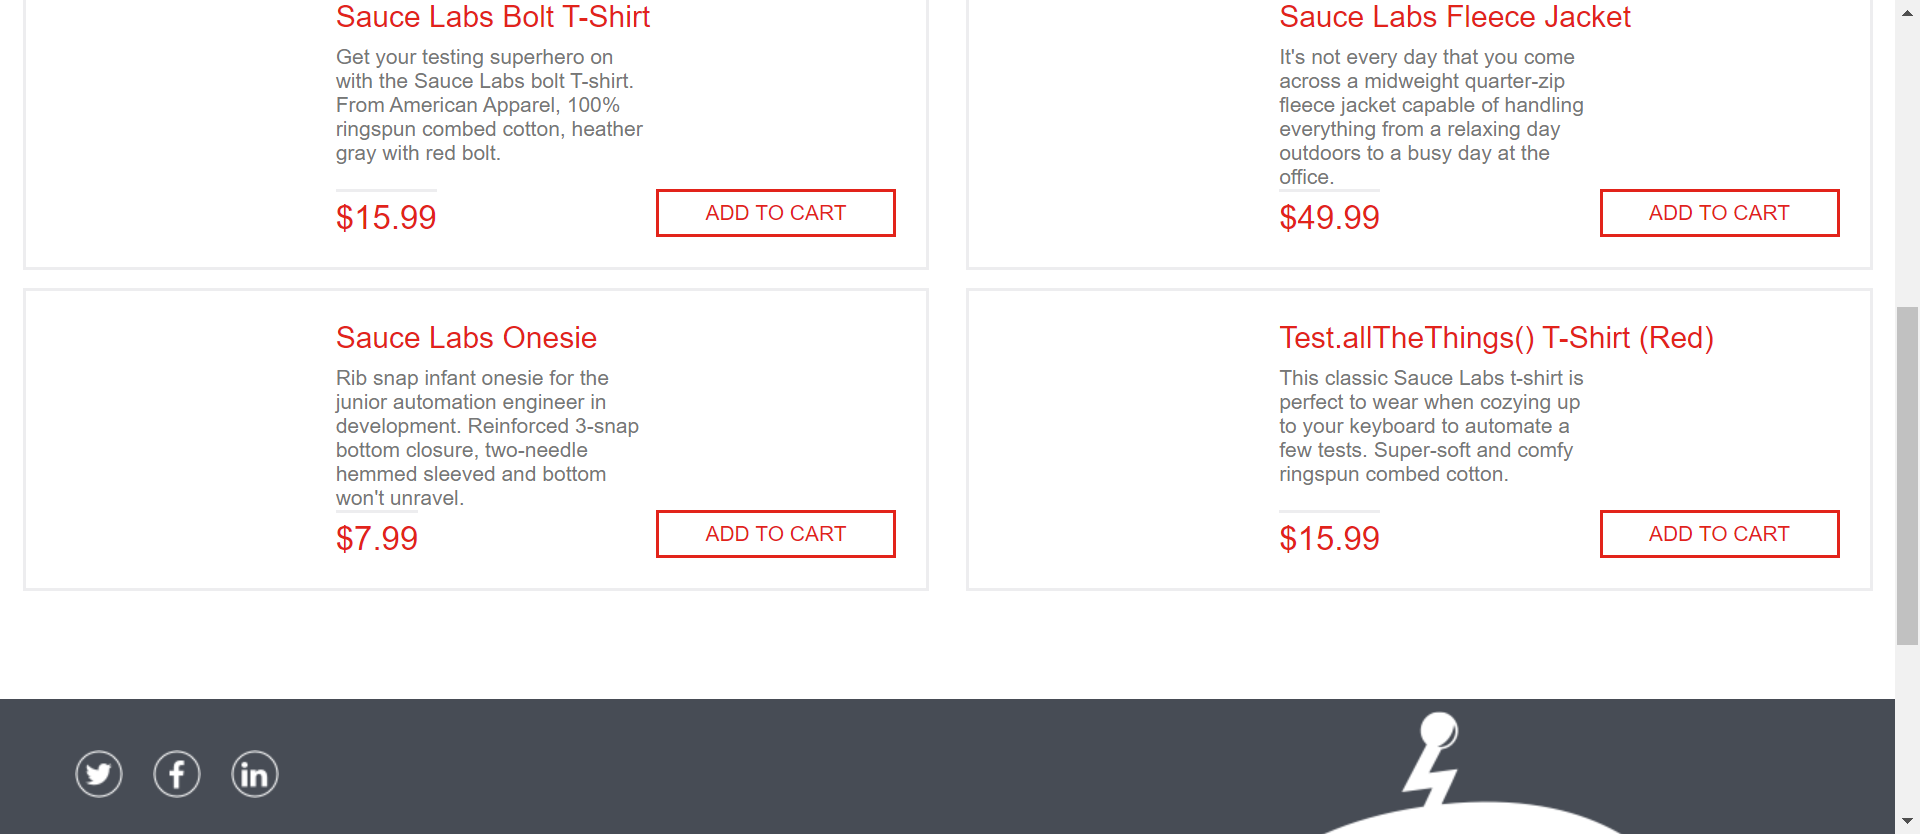 Sauce Labs Bolt T-Shirt
Get your testing superhero on
with the Sauce Labs bolt T-shirt.
From American Apparel, 100%
ringspun combed cotton, heather
gray with red bolt.
$15.99
ADD TO CART
Sauce Labs Fleece Jacket
It's not every day that you come
across a midweight quarter-zip
fleece jacket capable of handling
everything from a relaxing day
outdoors to a busy day at the
office.
$49.99
ADD TO CART
Sauce Labs Onesie
Rib snap infant onesie for the
junior automation engineer in
development. Reinforced 3-snap
bottom closure, two-needle
hemmed sleeved and bottom
won't unravel.
$7.99
ADD TO CART
Test.allTheThings() T-Shirt (Red)
This classic Sauce Labs t-shirt is
perfect to wear when cozying up
to your keyboard to automate a
few tests. Super-soft and comfy
ringspun combed cotton.
$15.99
ADD TO CART